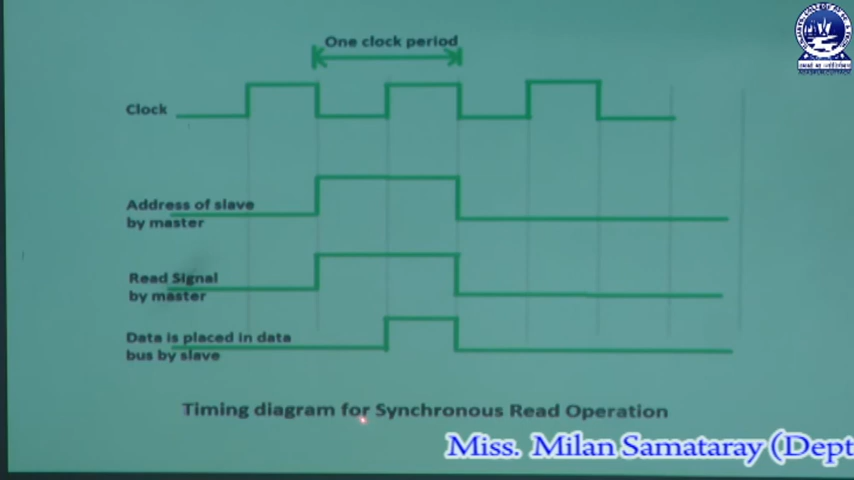 One clock period
Clock
Address of slave
by master
Read Signal
by master
Data is placed in data
bus by slave
Timing diagram for Synchronous Read Operation
Miss. Milan Samataray (Dept